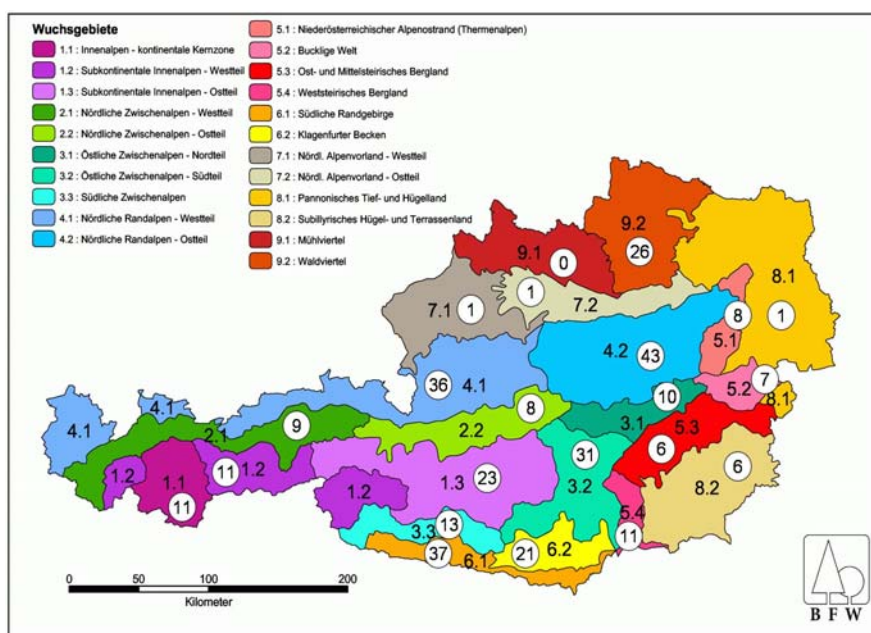 Wuchsgebiete
1.1 : Innenalpen - kontinentale Kernzone
1.2 : Subkontinentale Innenalpen - Westteil
1.3 : Subkontinentale Innenalpen - Ostteil
2.1 : Nördliche Zwischenalpen - Westteil
2.2 : Nördliche Zwischenalpen - Ostteil
3.1 : Östliche Zwischenalpen - Nordteil
3.2 : Östliche Zwischenalpen - Südteil
3.3 : Südliche Zwischenalpen
4.1 : Nördliche Randalpen - Westteil
4.2 : Nördliche Randalpen - Ostteil
5.1 : Niederösterreichischer Alpenostrand (Thermenalpen)
5.2 : Bucklige Welt
5.3 : Ost- und Mittelsteirisches Bergland
5.4 : Weststeirisches Bergland
6.1 : Südliche Randgebirge
6.2 : Klagenfurter Becken
7.1 : Nördl. Alpenvorland - Westteil
7.2 : Nördl. Alpenvorland - Ostteil
8.1 : Pannonisches Tief- und Hügelland
8.2 : Subillyrisches Hügel- und Terrassenland
9.1 : Mühlviertel
9.2 : Waldviertel
9.2
26
9.1
0
8.1
1
7.1
1
1
7.2
8
5.1
4.2
43
36
4.1
7
5.2
8.1
10
3.1
5.3
6
8
2.2
4.1
4.1
2.1
9
31
3.2
6
8.2
1.2
1.1
11
11
1.2
1.2
1.3
23
5.4
11
13
3.3
37
6.1
21
6.2
0 50 100 200
Kilometer
B F W